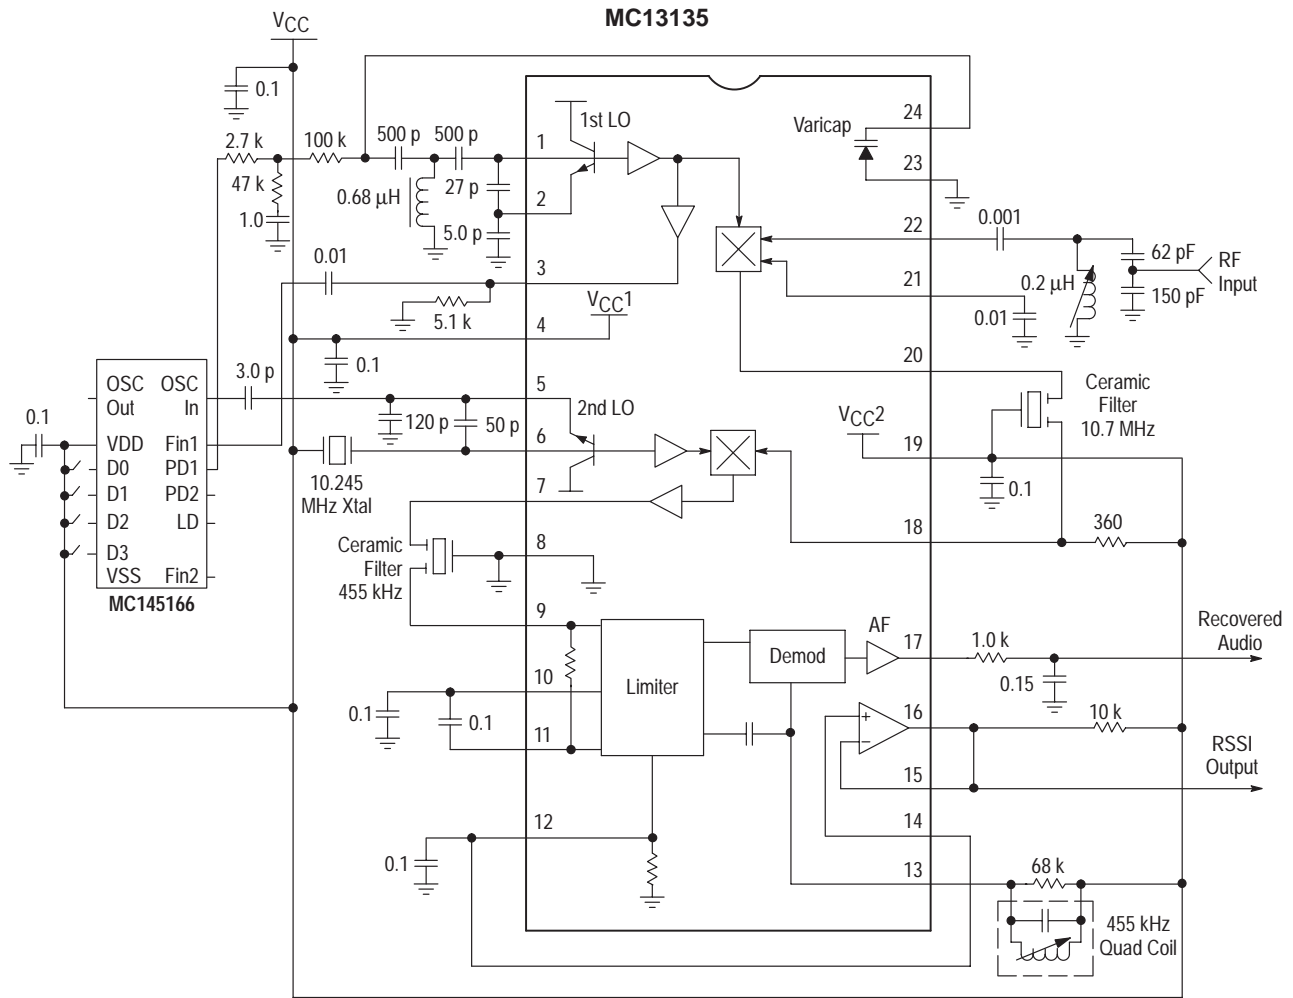 MC13135
VCC
0.1
2.7 k
100 k
500 p
500 p
47 k
1.0
0.68 µH
27 p
5.0 p
1
2
1st LO
Varicap
24
23
0.001
22
62 pF
RF
Input
0.2 µH
150 pF
21
0.01
0.01
3
5.1 k
VCC1
4
0.1
20
Ceramic
Filter
10.7 MHz
3.0 p
5
2nd LO
120 p
50 p
6
10.245
MHz Xtal
7
VCC2
19
0.1
18
360
0.1
OSC
Out
OSC
In
VDD
Fin1
D0
PD1
D1
PD2
D2
LD
D3
VSS
Fin2
MC145166
Ceramic
Filter
455 kHz
8
9
Limiter
Demod
AF
17
1.0 k
0.15
Recovered
Audio
10
0.1
0.1
11
+
–
16
10 k
15
RSSI
Output
14
12
0.1
13
68 k
455 kHz
Quad Coil